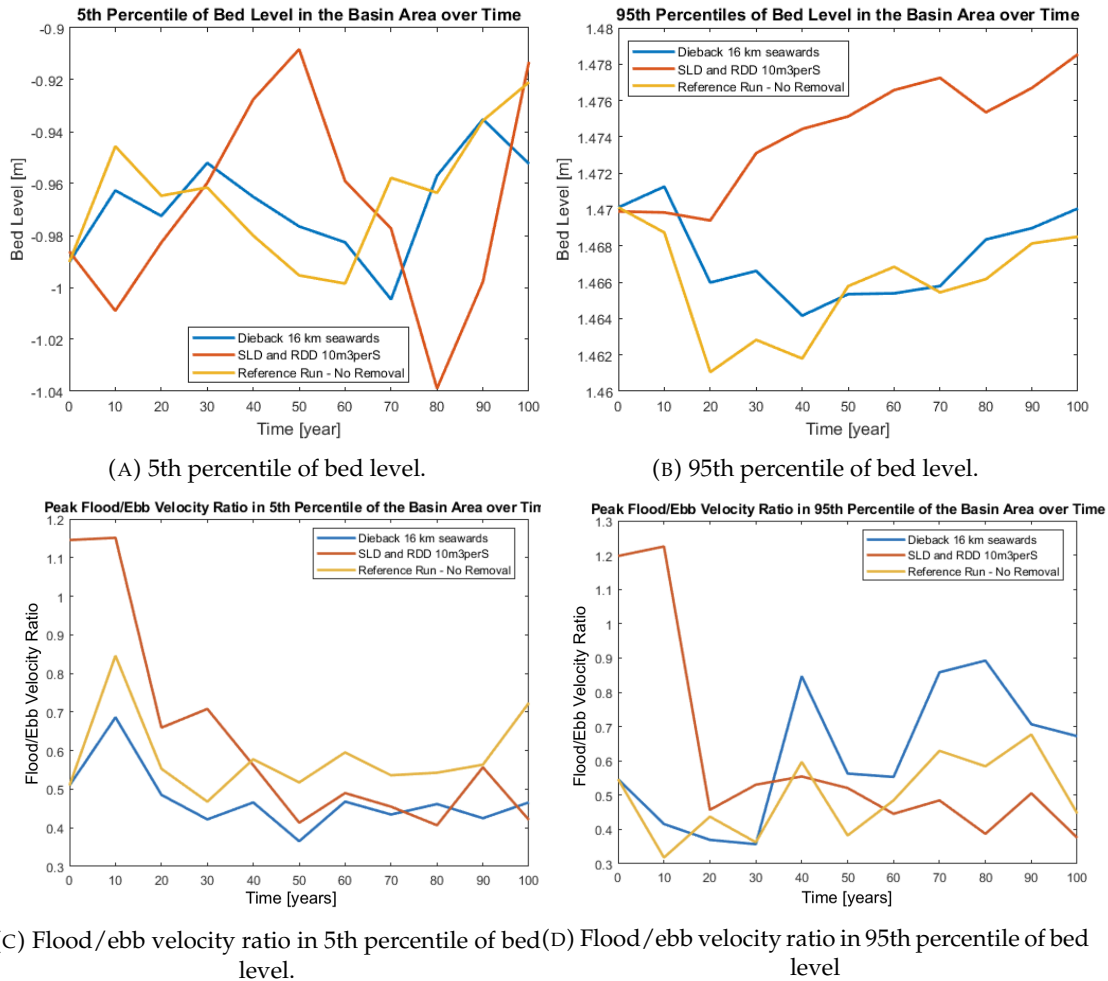 5th Percentile of Bed Level in the Basin Area over Time
-0.9
-0.92
-0.94
-0.96
-0.98
-1
-1.02
-1.04
Bed Level [m]
Dieback 16 km seawards
SLD and RDD 10m3perS
Reference Run - No Removal
0 10 20 30 40 50 60 70 80 90 100
Time [year]
(A) 5th percentile of bed level.
95th Percentiles of Bed Level in the Basin Area over Time
1.48
1.478
1.476
1.474
1.472
1.47
1.468
1.466
1.464
1.462
1.46
Bed Level [m]
Dieback 16 km seawards
SLD and RDD 10m3perS
Reference Run - No Removal
0 10 20 30 40 50 60 70 80 90 100
Time [year]
(B) 95th percentile of bed level.
Peak Flood/Ebb Velocity Ratio in 5th Percentile of the Basin Area over Tim
1.2
1.1
1
0.9
0.8
0.7
0.6
0.5
0.4
0.3
Flood/Ebb Velocity Ratio
Dieback 16 km seawards
SLD and RDD 10m3perS
Reference Run - No Removal
0 10 20 30 40 50 60 70 80 90 100
Time [years]
(C) Flood/ebb velocity ratio in 5th percentile of bed
level.
Peak Flood/Ebb Velocity Ratio in 95th Percentile of the Basin Area over Time
1.3
1.2
1.1
1
0.9
0.8
0.7
0.6
0.5
0.4
0.3
Flood/Ebb Velocity Ratio
Dieback 16 km seawards
SLD and RDD 10m3perS
Reference Run - No Removal
0 10 20 30 40 50 60 70 80 90 100
Time [years]
(D) Flood/ebb velocity ratio in 95th percentile of bed
level